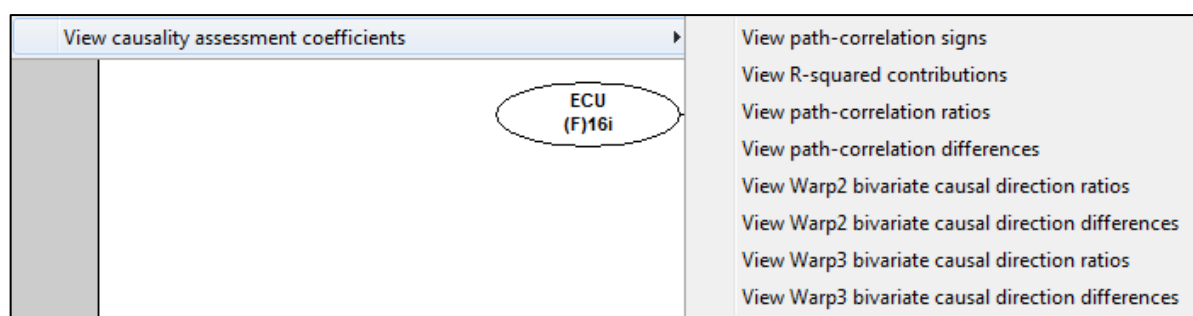 View causality assessment coefficients
ECU
(F)16i
View path-correlation signs
View R-squared contributions
View path-correlation ratios
View path-correlation differences
View Warp2 bivariate causal direction ratios
View Warp2 bivariate causal direction differences
View Warp3 bivariate causal direction ratios
View Warp3 bivariate causal direction differences